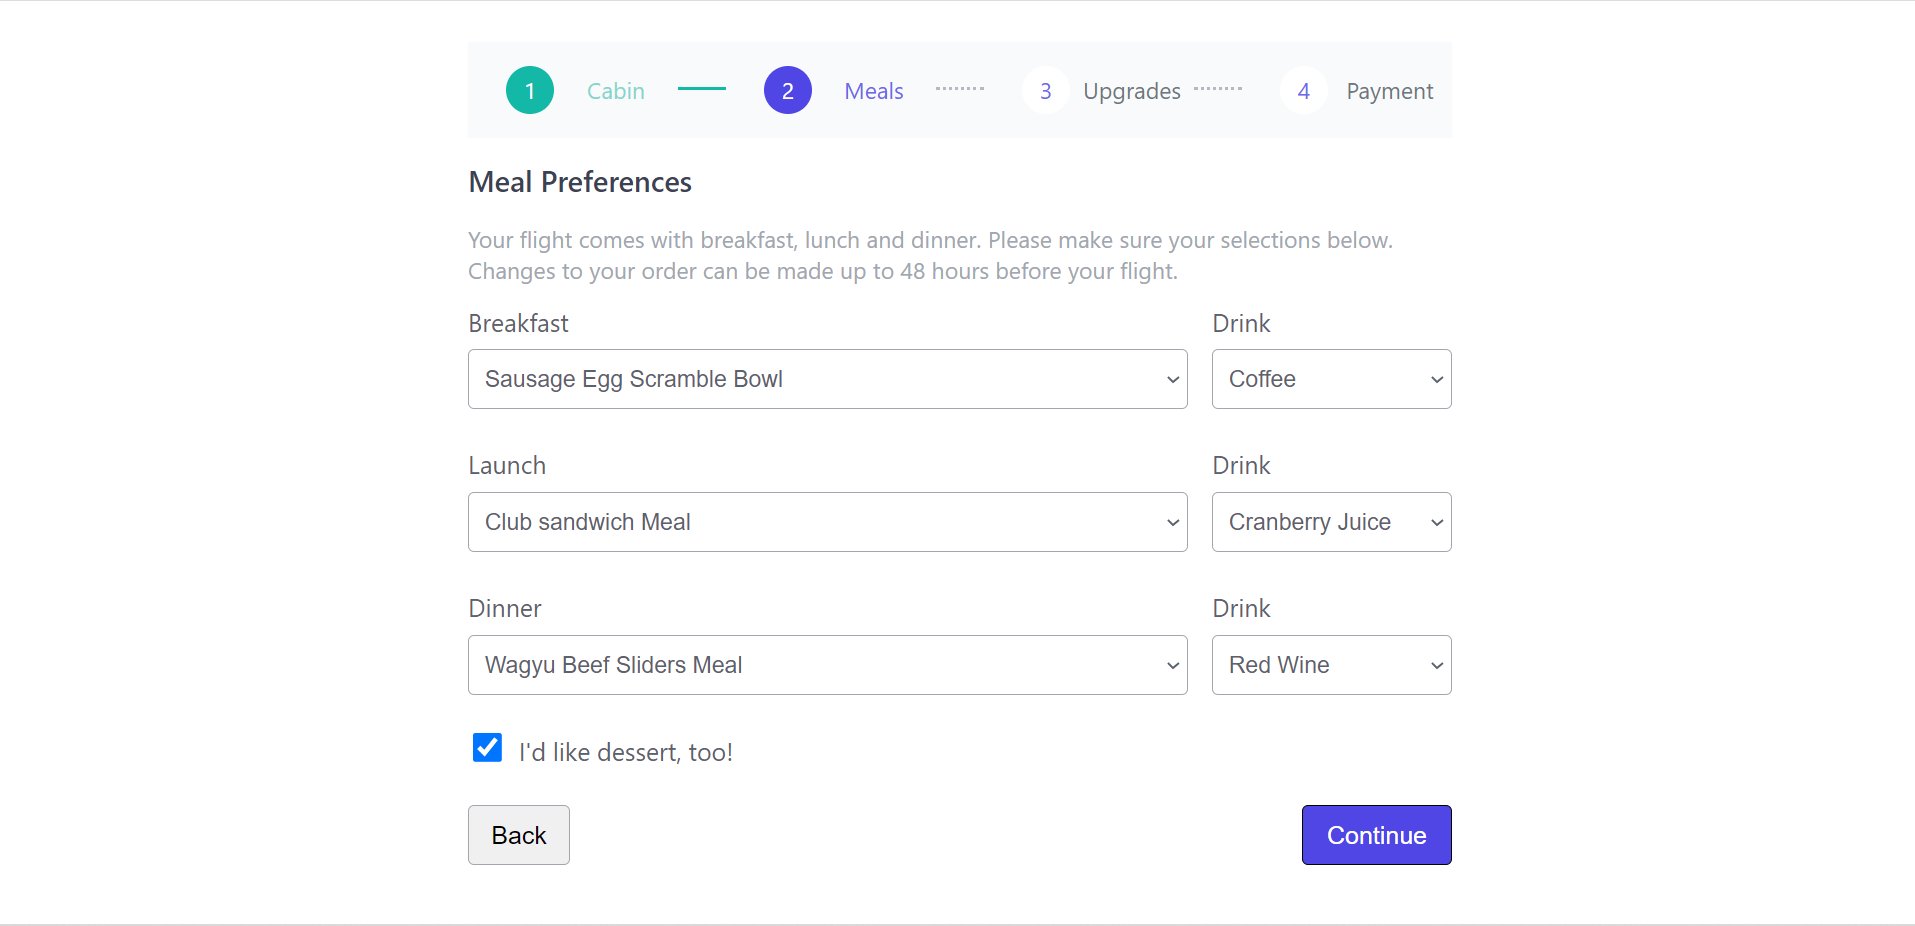 1 Cabin 2 Meals 3 Upgrades 4 Payment
Meal Preferences
Your flight comes with breakfast, lunch and dinner. Please make sure your selections below.
Changes to your order can be made up to 48 hours before your flight.
Breakfast Drink
Sausage Egg Scramble Bowl Coffee
Launch Drink
Club sandwich Meal Cranberry Juice
Dinner Drink
Wagyu Beef Sliders Meal Red Wine
I'd like dessert, too!
Back Continue